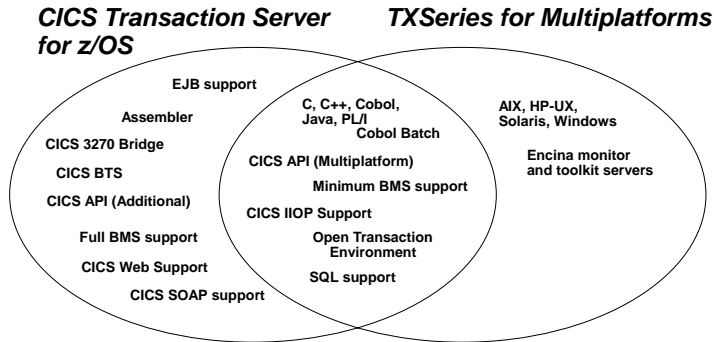 CICS Transaction Server
for z/OS
TXSeries for Multiplatforms
EJB support
Assembler
CICS 3270 Bridge
CICS BTS
CICS API (Additional)
Full BMS support
CICS Web Support
CICS SOAP support
C, C++, Cobol,
Java, PL/I
Cobol Batch
CICS API (Multiplatform)
Minimum BMS support
CICS IIOP Support
Open Transaction
Environment
SQL support
AIX, HP-UX,
Solaris, Windows
Encina monitor
and toolkit servers